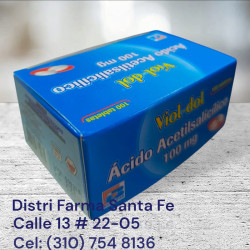 Viol-dol
Ácido Acetilsalicílico
100 mg
100 tabletas
Viol-dol
Ácido Acetilsalicílico
100 mg
Distri Farma Santa Fe
Calle 13 # 22-05
Cel: (310) 754 8136